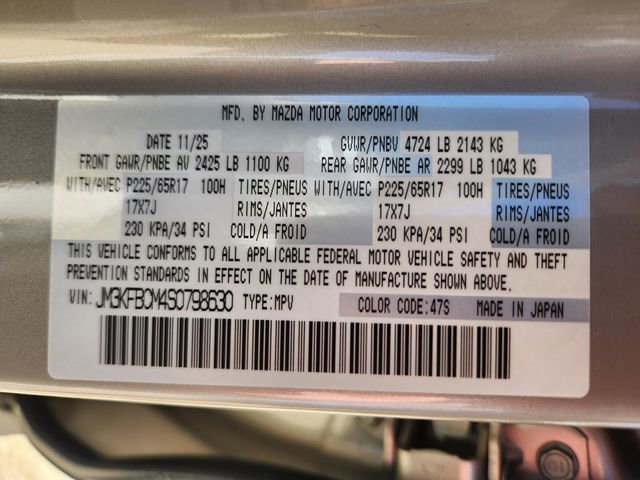 MFD. BY MAZDA MOTOR CORPORATION
DATE 11/25 GVWR/PNBV 4724 LB 2143 KG
FRONT GAWR/PNBE AV 2425 LB 1100 KG REAR GAWR/PNBE AR 2299 LB 1043 KG
WITH/AVEC P225/65R17 100H TIRES/PNEUS WITH/AVEC P225/65R17 100H TIRES/PNEUS
17X7J RIMS/JANTES 17X7J RIMS/JANTES
230 KPA/34 PSI COLD/A FROID 230 KPA/34 PSI COLD/A FROID
THIS VEHICLE CONFORMS TO ALL APPLICABLE FEDERAL MOTOR VEHICLE SAFETY AND THEFT
PREVENTION STANDARDS IN EFFECT ON THE DATE OF MANUFACTURE SHOWN ABOVE.
VIN: JM3KFBCM4S0798630 TYPE:MPV COLOR CODE:47S MADE IN JAPAN